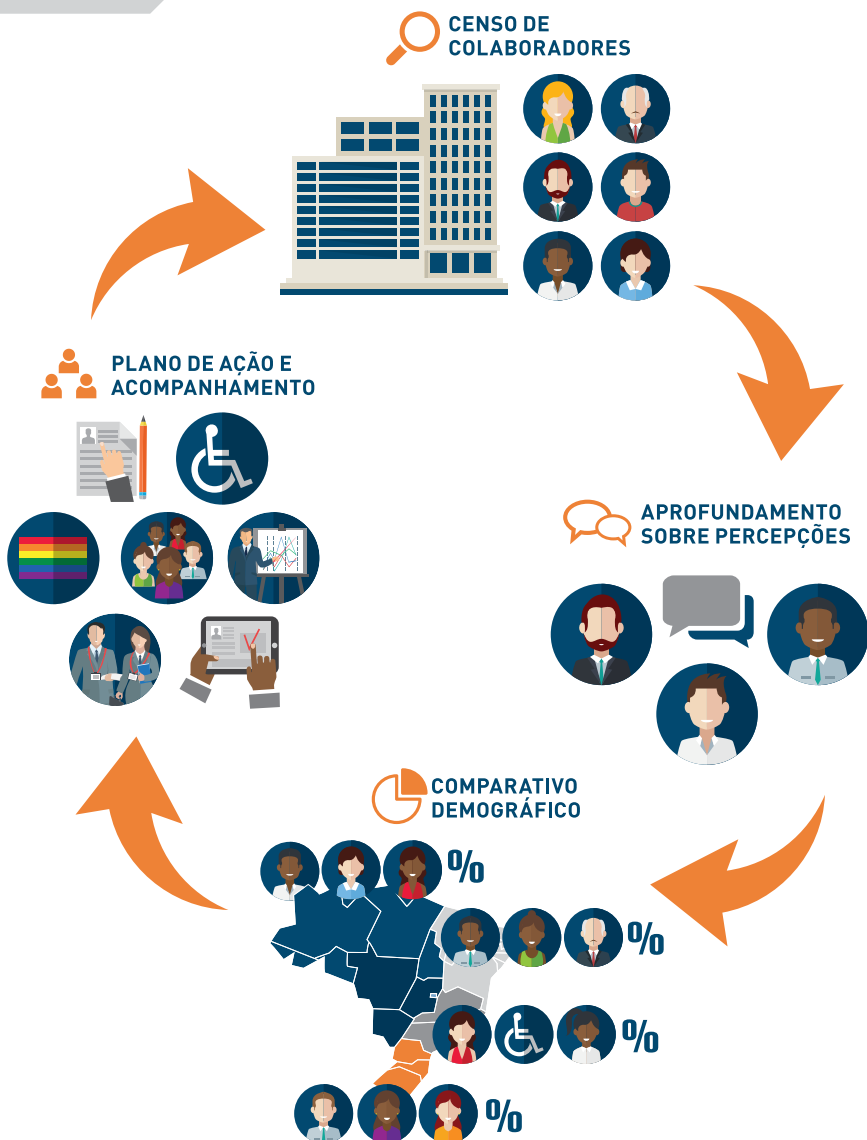 CENSO DE
COLABORADORES
PLANO DE AÇÃO E
ACOMPANHAMENTO
APROFUNDAMENTO
SOBRE PERCEPÇÕES
COMPARATIVO
DEMOGRÁFICO
%
%
%
%